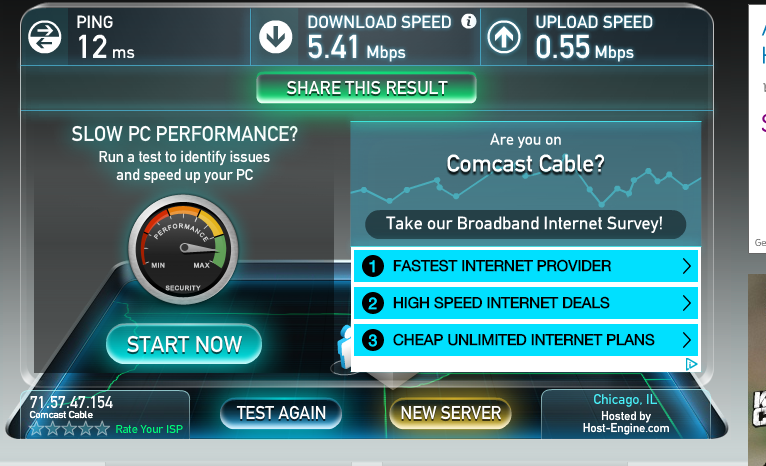 PING
12 ms
DOWNLOAD SPEED
5.41 Mbps
UPLOAD SPEED
0.55 Mbps
SHARE THIS RESULT
SLOW PC PERFORMANCE?
Run a test to identify issues
and speed up your PC
PERFORMANCE
MIN
MAX
SECURITY
START NOW
Are you on
Comcast Cable?
Take our Broadband Internet Survey!
1 FASTEST INTERNET PROVIDER
2 HIGH SPEED INTERNET DEALS
3 CHEAP UNLIMITED INTERNET PLANS
71.57.47.154
Comcast Cable
Rate Your ISP
TEST AGAIN
NEW SERVER
Chicago, IL
Hosted by
Host-Engine.com